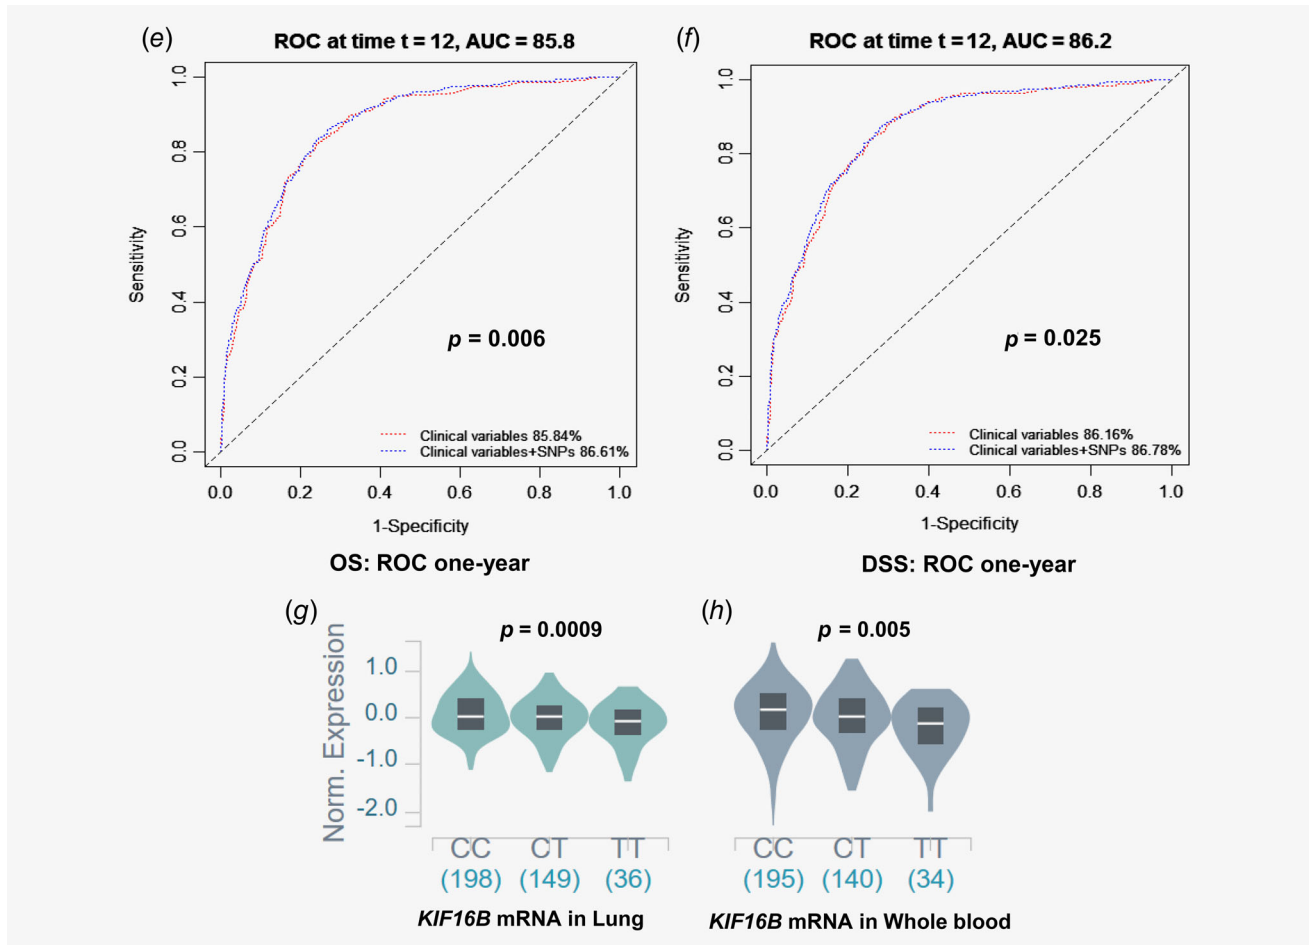 (e)
ROC at time t = 12, AUC = 85.8
Sensitivity
1.0
0.8
0.6
0.4
0.2
0.0
p = 0.006
Clinical variables 85.84%
Clinical variables+SNPs 86.61%
0.0 0.2 0.4 0.6 0.8 1.0
1-Specificity
OS: ROC one-year
(f)
ROC at time t = 12, AUC = 86.2
Sensitivity
1.0
0.8
0.6
0.4
0.2
0.0
p = 0.025
Clinical variables 86.16%
Clinical variables+SNPs 86.78%
0.0 0.2 0.4 0.6 0.8 1.0
1-Specificity
DSS: ROC one-year
(g)
p = 0.0009
Norm. Expression
1.0
0.0
-1.0
-2.0
CC CT TT
(198) (149) (36)
KIF16B mRNA in Lung
(h)
p = 0.005
CC CT TT
(195) (140) (34)
KIF16B mRNA in Whole blood